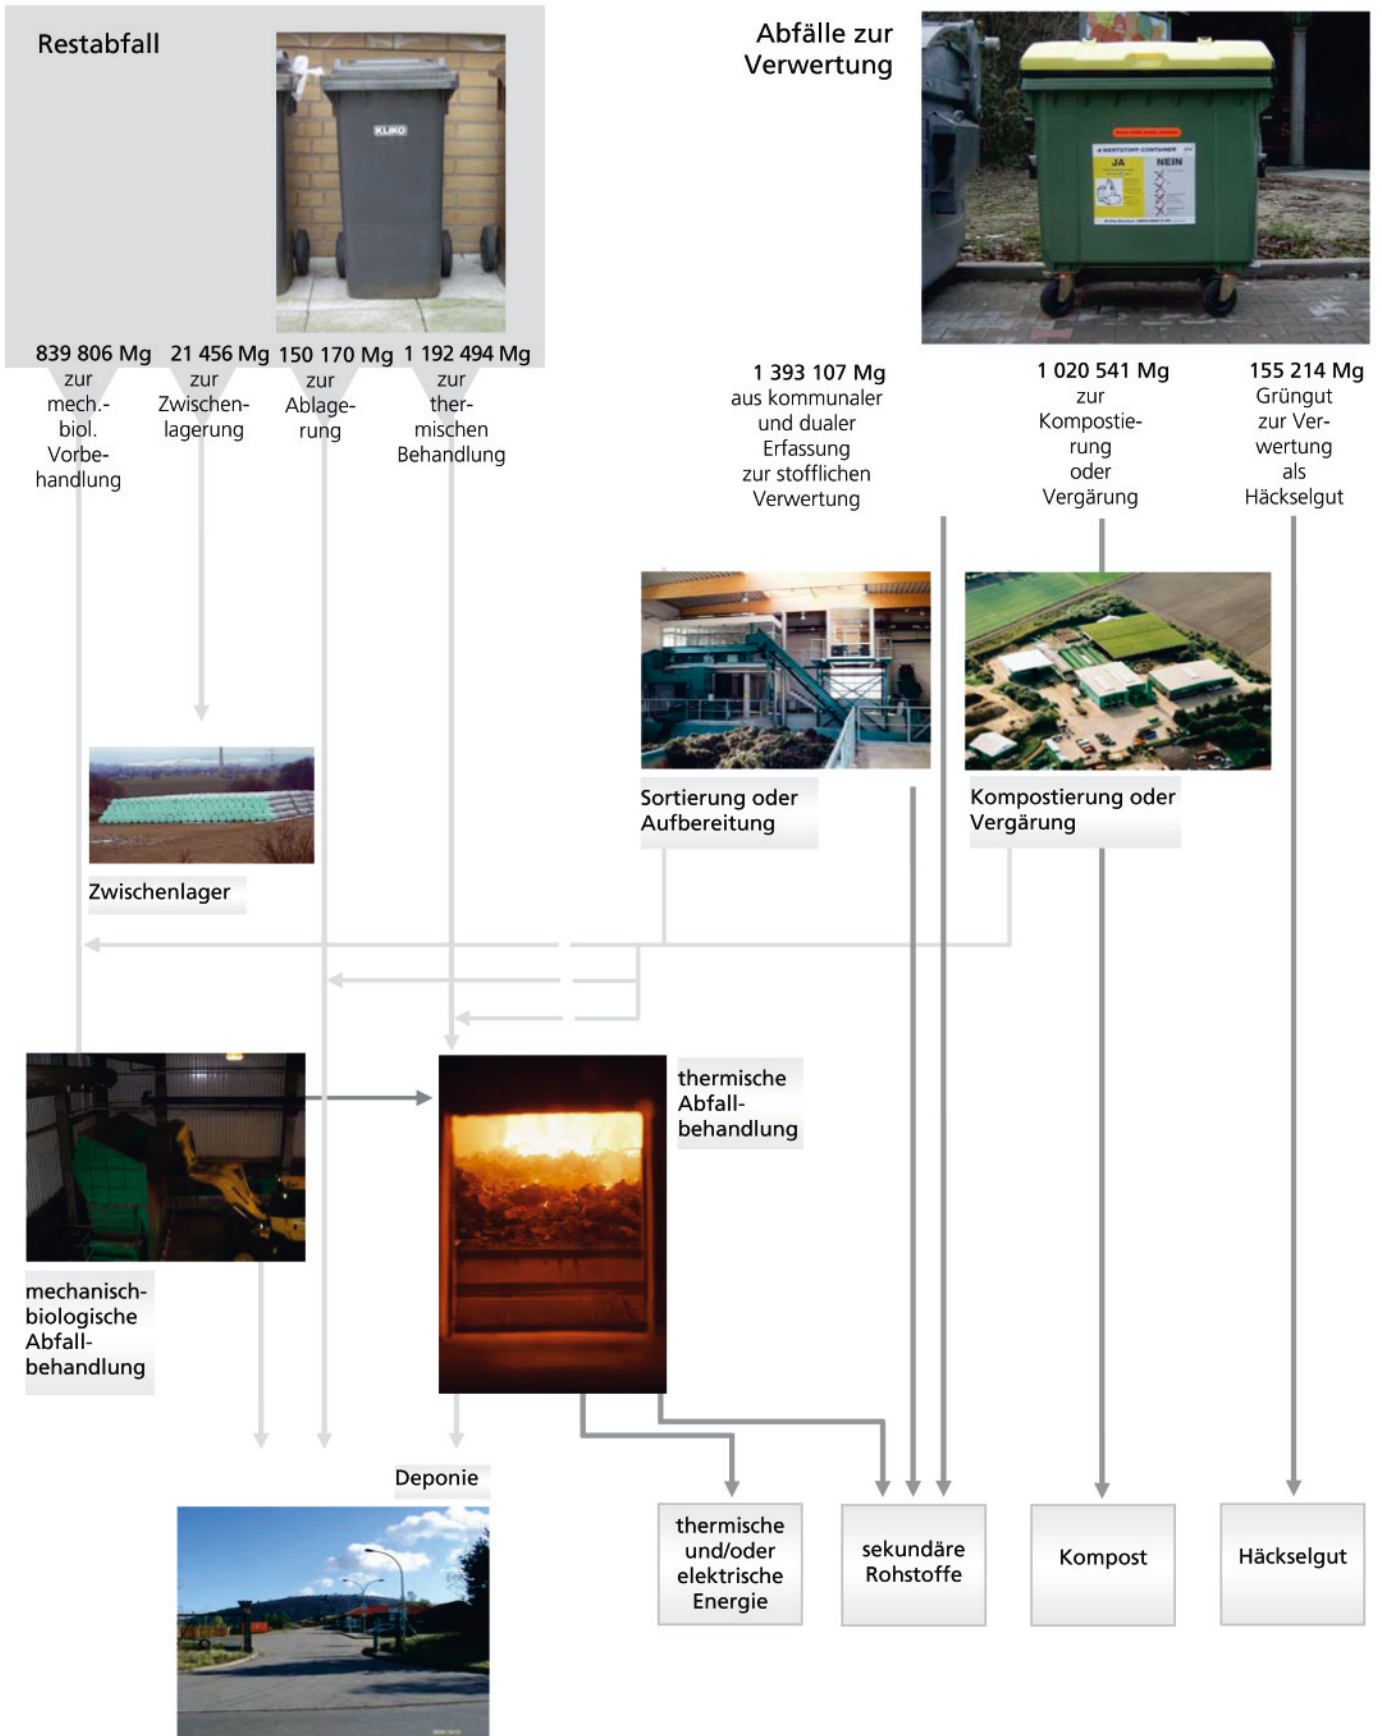 Restabfall
KLIKO
Abfälle zur
Verwertung
WERTSTOFF-CONTAINER
JA
NEIN
839 806 Mg
zur
mech.-
biol.
Vorbe-
handlung
21 456 Mg
zur
Zwischen-
lagerung
150 170 Mg
zur
Ablage-
rung
1 192 494 Mg
zur
ther-
mischen
Behandlung
1 393 107 Mg
aus kommunaler
und dualer
Erfassung
zur stofflichen
Verwertung
1 020 541 Mg
zur
Kompostie-
rung
oder
Vergärung
155 214 Mg
Grüngut
zur Ver-
wertung
als
Häckselgut
Sortierung oder
Aufbereitung
Kompostierung oder
Vergärung
Zwischenlager
thermische
Abfall-
behandlung
mechanisch-
biologische
Abfall-
behandlung
Deponie
thermische
und/oder
elektrische
Energie
sekundäre
Rohstoffe
Kompost
Häckselgut